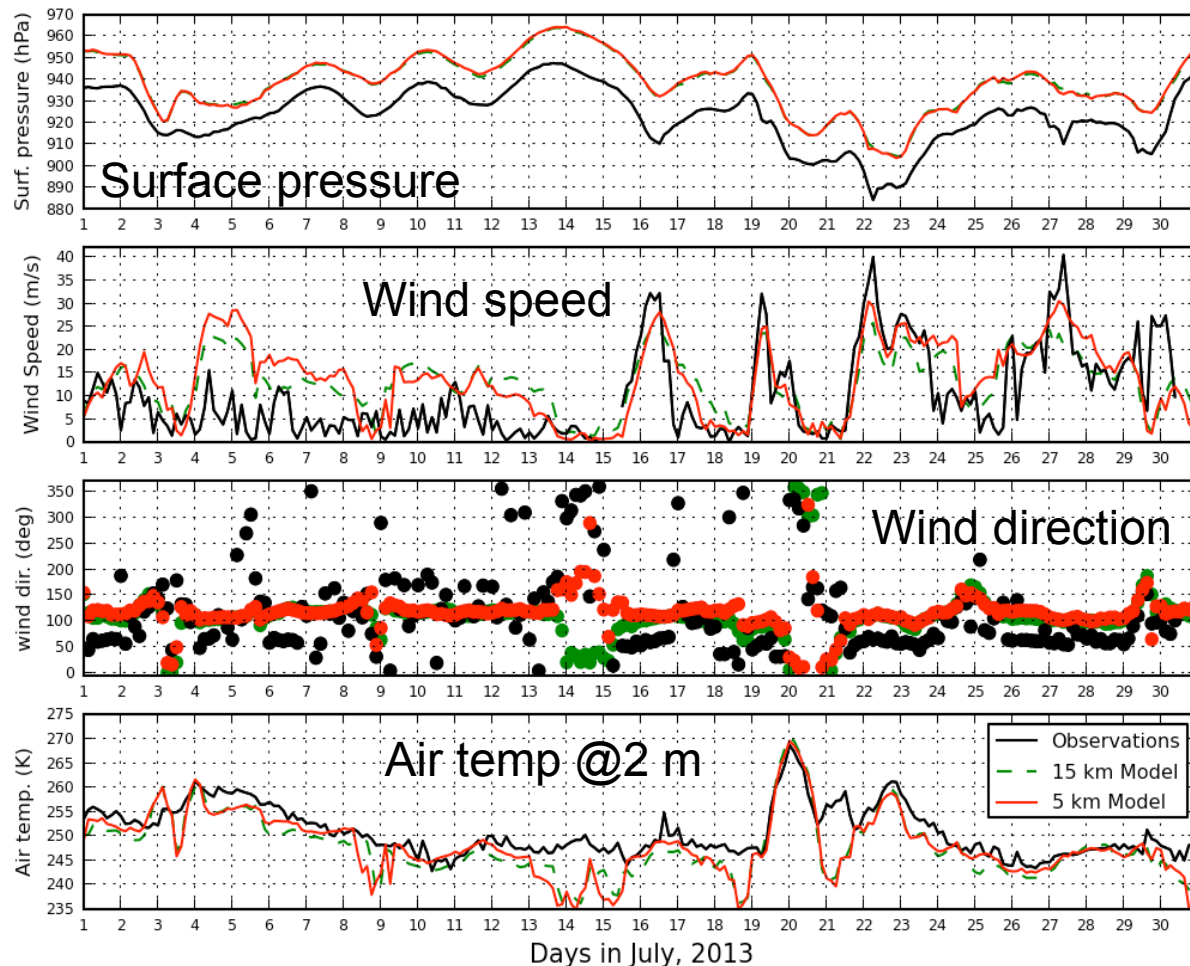 Surf. pressure (hPa)
970
960
950
940
930
920
910
900
890
880
Surface pressure
1 2 3 4 5 6 7 8 9 10 11 12 13 14 15 16 17 18 19 20 21 22 23 24 25 26 27 28 29 30
Wind Speed (m/s)
40
35
30
25
20
15
10
5
0
Wind speed
1 2 3 4 5 6 7 8 9 10 11 12 13 14 15 16 17 18 19 20 21 22 23 24 25 26 27 28 29 30
wind dir. (deg)
350
300
250
200
150
100
50
0
Wind direction
1 2 3 4 5 6 7 8 9 10 11 12 13 14 15 16 17 18 19 20 21 22 23 24 25 26 27 28 29 30
Air temp. (K)
275
270
265
260
255
250
245
240
235
Air temp @2 m
Observations
15 km Model
5 km Model
1 2 3 4 5 6 7 8 9 10 11 12 13 14 15 16 17 18 19 20 21 22 23 24 25 26 27 28 29 30
Days in July, 2013